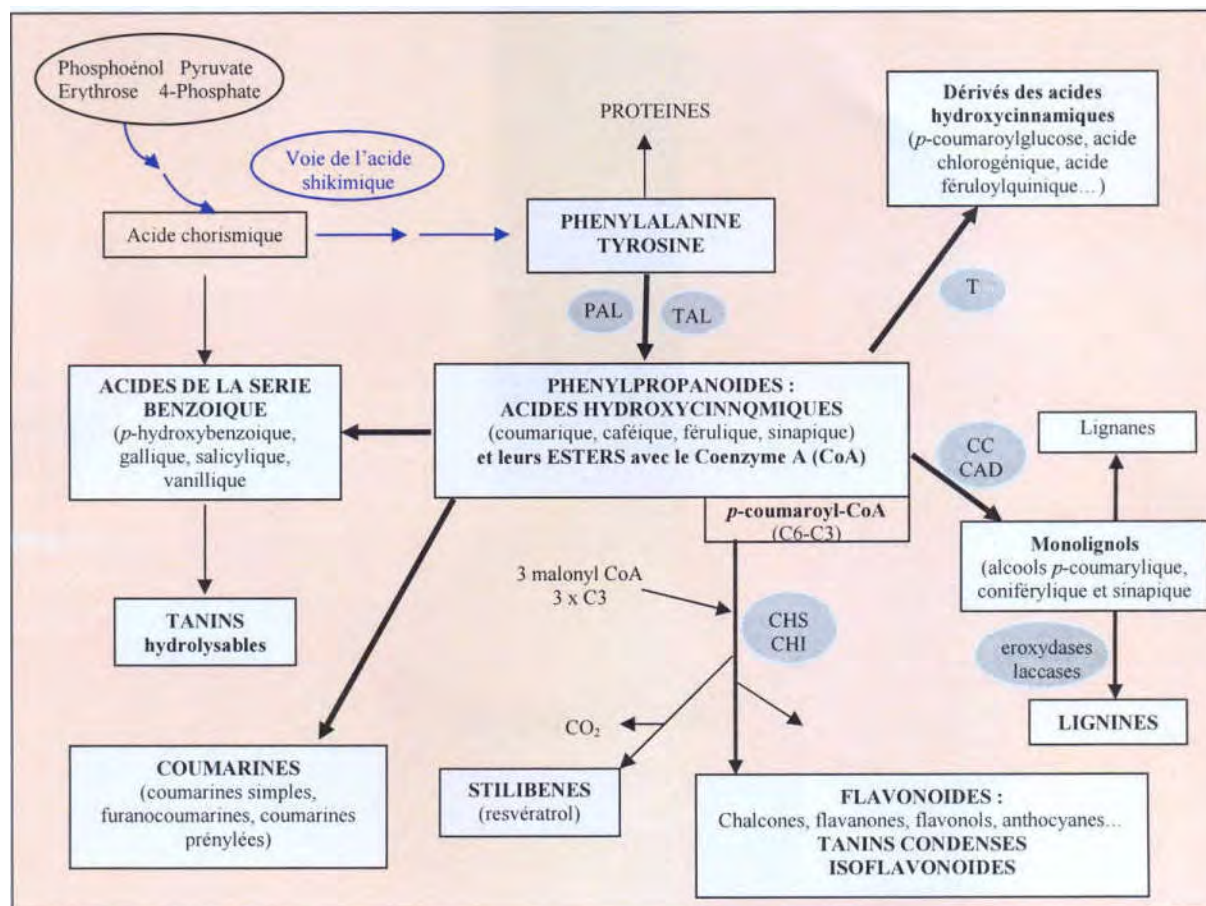 Phosphoénol Pyruvate
Erythrose 4-Phosphate
Voie de l'acide
shikimique
Acide chorismique
PROTEINES
PHENYLALANINE
TYROSINE
PAL
TAL
Dérivés des acides
hydroxycinnamiques
(p-coumaroylglucose, acide
chlorogénique, acide
féruloylquinique…)
T
ACIDES DE LA SERIE
BENZOIQUE
(p-hydroxybenzoique,
gallique, salicylique,
vanillique
PHENYLPROPANOIDES :
ACIDES HYDROXYCINNQMIQUES
(coumarique, caféique, férulique, sinapique)
et leurs ESTERS avec le Coenzyme A (CoA)
p-coumaroyl-CoA
(C6-C3)
CC
CAD
Lignanes
Monolignols
(alcools p-coumarylique,
coniférylique et sinapique
eroxydases
laccases
LIGNINES
TANINS
hydrolysables
3 malonyl CoA
3 x C3
CHS
CHI
CO₂
COUMARINES
(coumarines simples,
furanocoumarines, coumarines
prénylées)
STILIBENES
(resvératrol)
FLAVONOIDES :
Chalcones, flavanones, flavonols, anthocyanes…
TANINS CONDENSES
ISOFLAVONOIDES